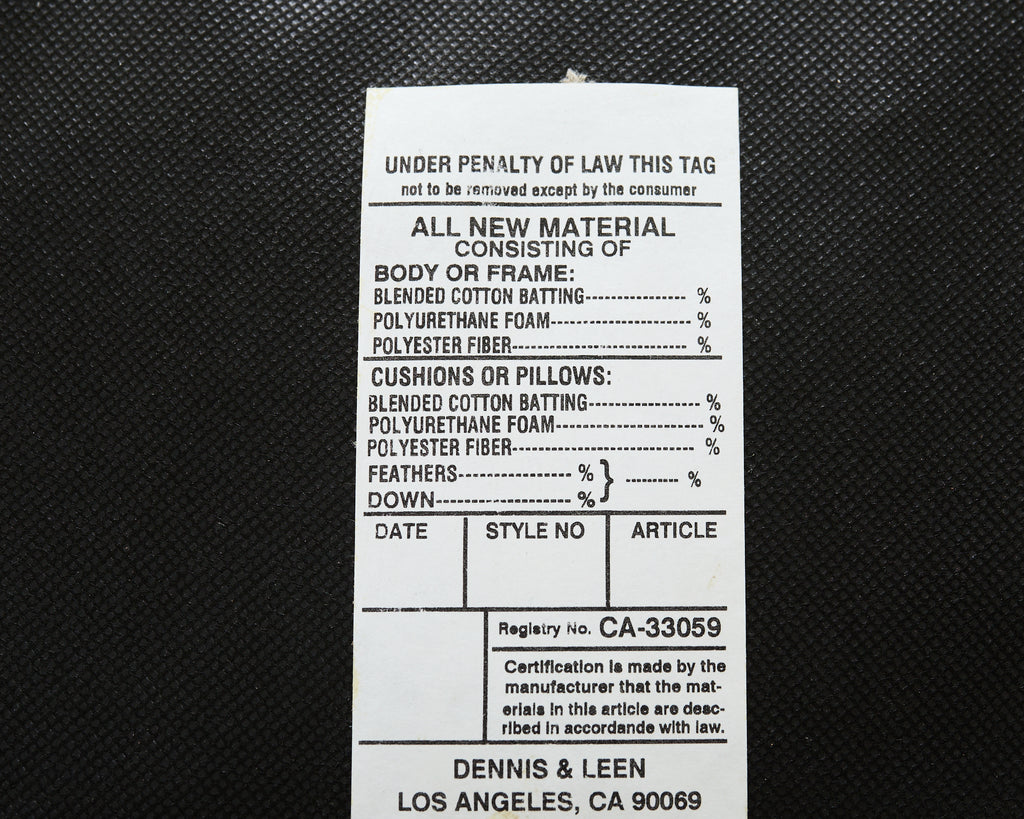 UNDER PENALTY OF LAW THIS TAG
not to be removed except by the consumer
ALL NEW MATERIAL
CONSISTING OF
BODY OR FRAME:
BLENDED COTTON BATTING---------------- %
POLYURETHANE FOAM---------------------- %
POLYESTER FIBER---------------------------- %
CUSHIONS OR PILLOWS:
BLENDED COTTON BATTING------------------ %
POLYURETHANE FOAM------------------------ %
POLYESTER FIBER------------------------------ %
FEATHERS------------------ % } ---------- %
DOWN---------------------- %
DATE STYLE NO ARTICLE
Registry No. CA-33059
Certification is made by the
manufacturer that the mat-
erials in this article are desc-
ribed in accordande with law.
DENNIS & LEEN
LOS ANGELES, CA 90069